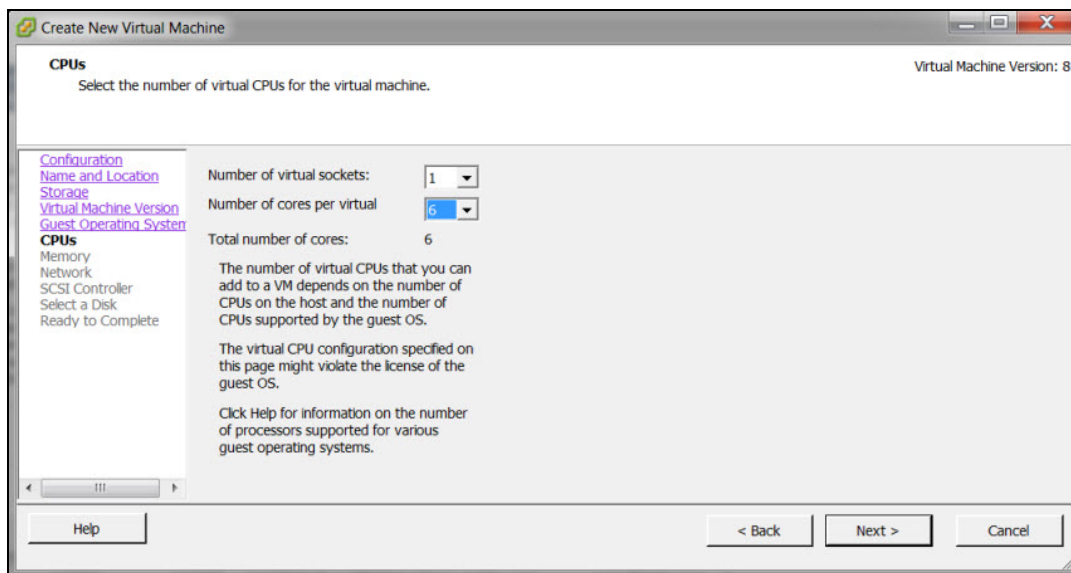 Create New Virtual Machine
CPUs
Select the number of virtual CPUs for the virtual machine.
Virtual Machine Version: 8
Configuration
Name and Location
Storage
Virtual Machine Version
Guest Operating System
CPUs
Memory
Network
SCSI Controller
Select a Disk
Ready to Complete
Number of virtual sockets:
1
Number of cores per virtual
6
Total number of cores:
6
The number of virtual CPUs that you can
add to a VM depends on the number of
CPUs on the host and the number of
CPUs supported by the guest OS.
The virtual CPU configuration specified on
this page might violate the license of the
guest OS.
Click Help for information on the number
of processors supported for various
guest operating systems.
Help
< Back
Next >
Cancel